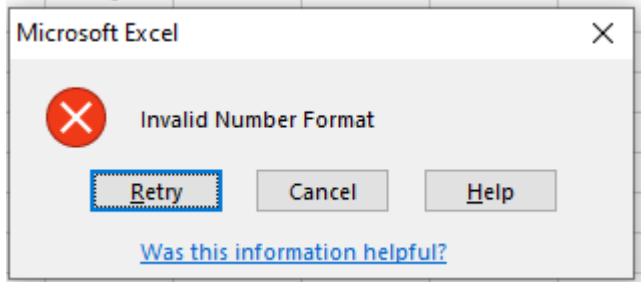 Microsoft Excel
Invalid Number Format
Retry
Cancel
Help
Was this information helpful?